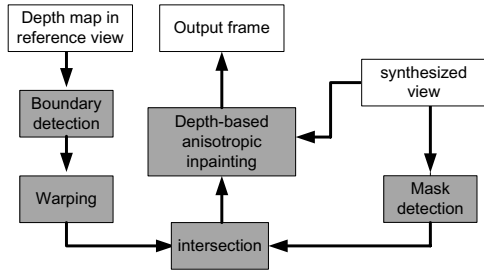 Depth map in
reference view
Output frame
synthesized
view
Boundary
detection
Depth-based
anisotropic
inpainting
Warping
Mask
detection
intersection